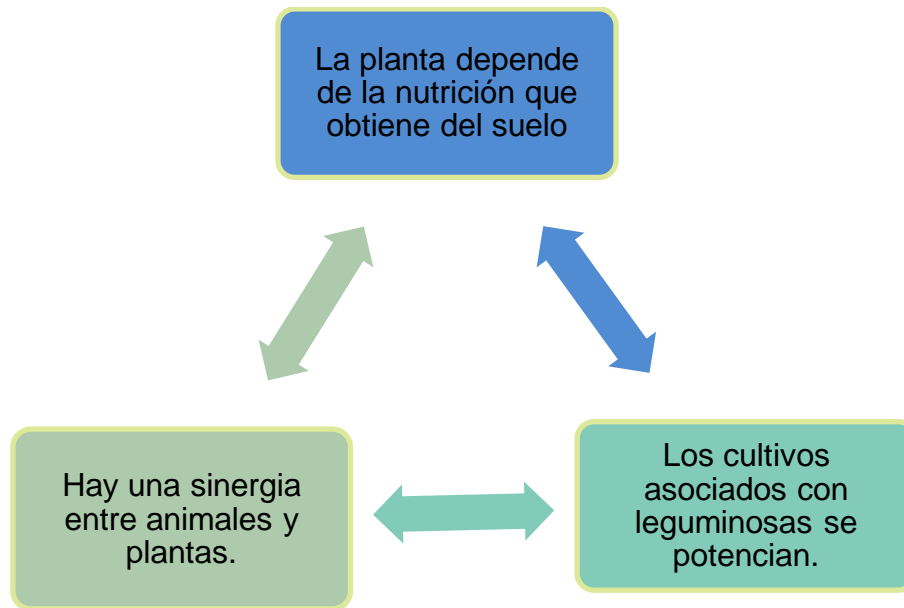 La planta depende
de la nutrición que
obtiene del suelo
Hay una sinergia
entre animales y
plantas.
Los cultivos
asociados con
leguminosas se
potencian.